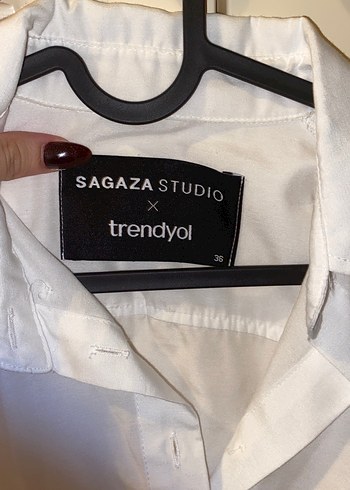 SAGAZA STUDIO
×
trendyol
36